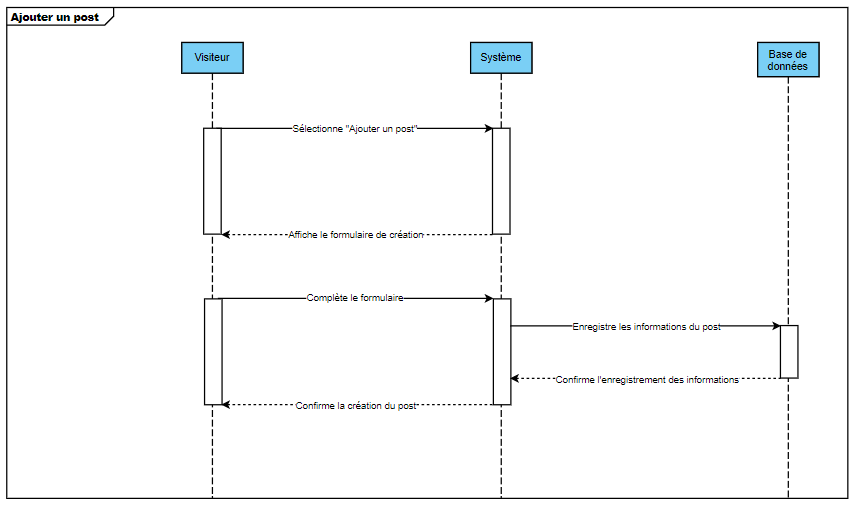 Ajouter un post
Visiteur
Système
Base de
données
Sélectionne "Ajouter un post"
Affiche le formulaire de création
Complète le formulaire
Enregistre les informations du post
Confirme l'enregistrement des informations
Confirme la création du post